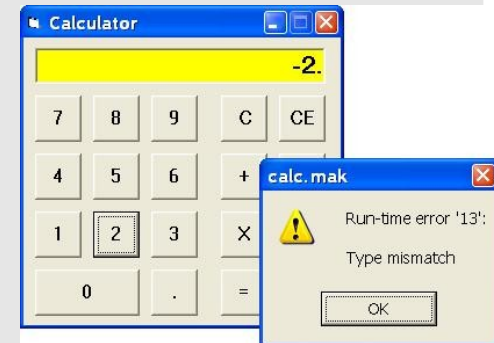 Calculator
-2.
7 8 9 C CE
4 5 6 +
1 2 3 X
0 . =
calc.mak
Run-time error '13':
Type mismatch
OK